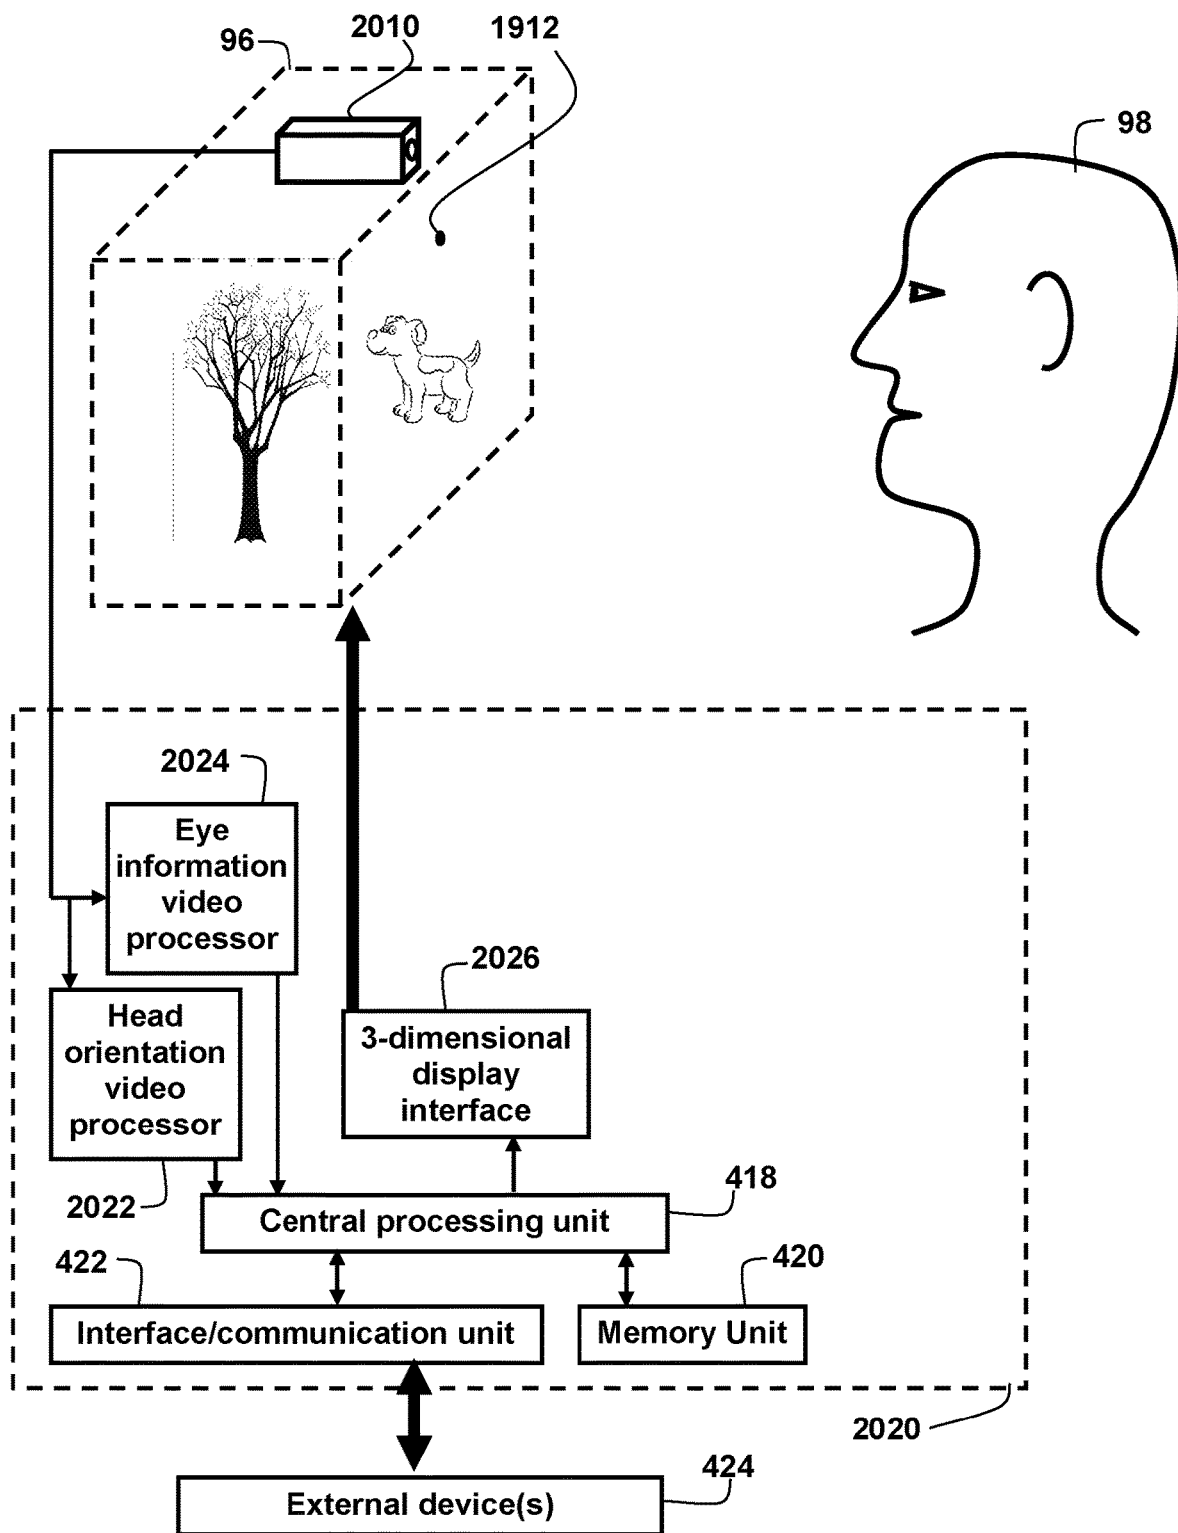 96
2010
1912
98
2024
Eye
information
video
processor
2026
Head
orientation
video
processor
3-dimensional
display
interface
2022
418
Central processing unit
422
420
Interface/communication unit
Memory Unit
2020
424
External device(s)